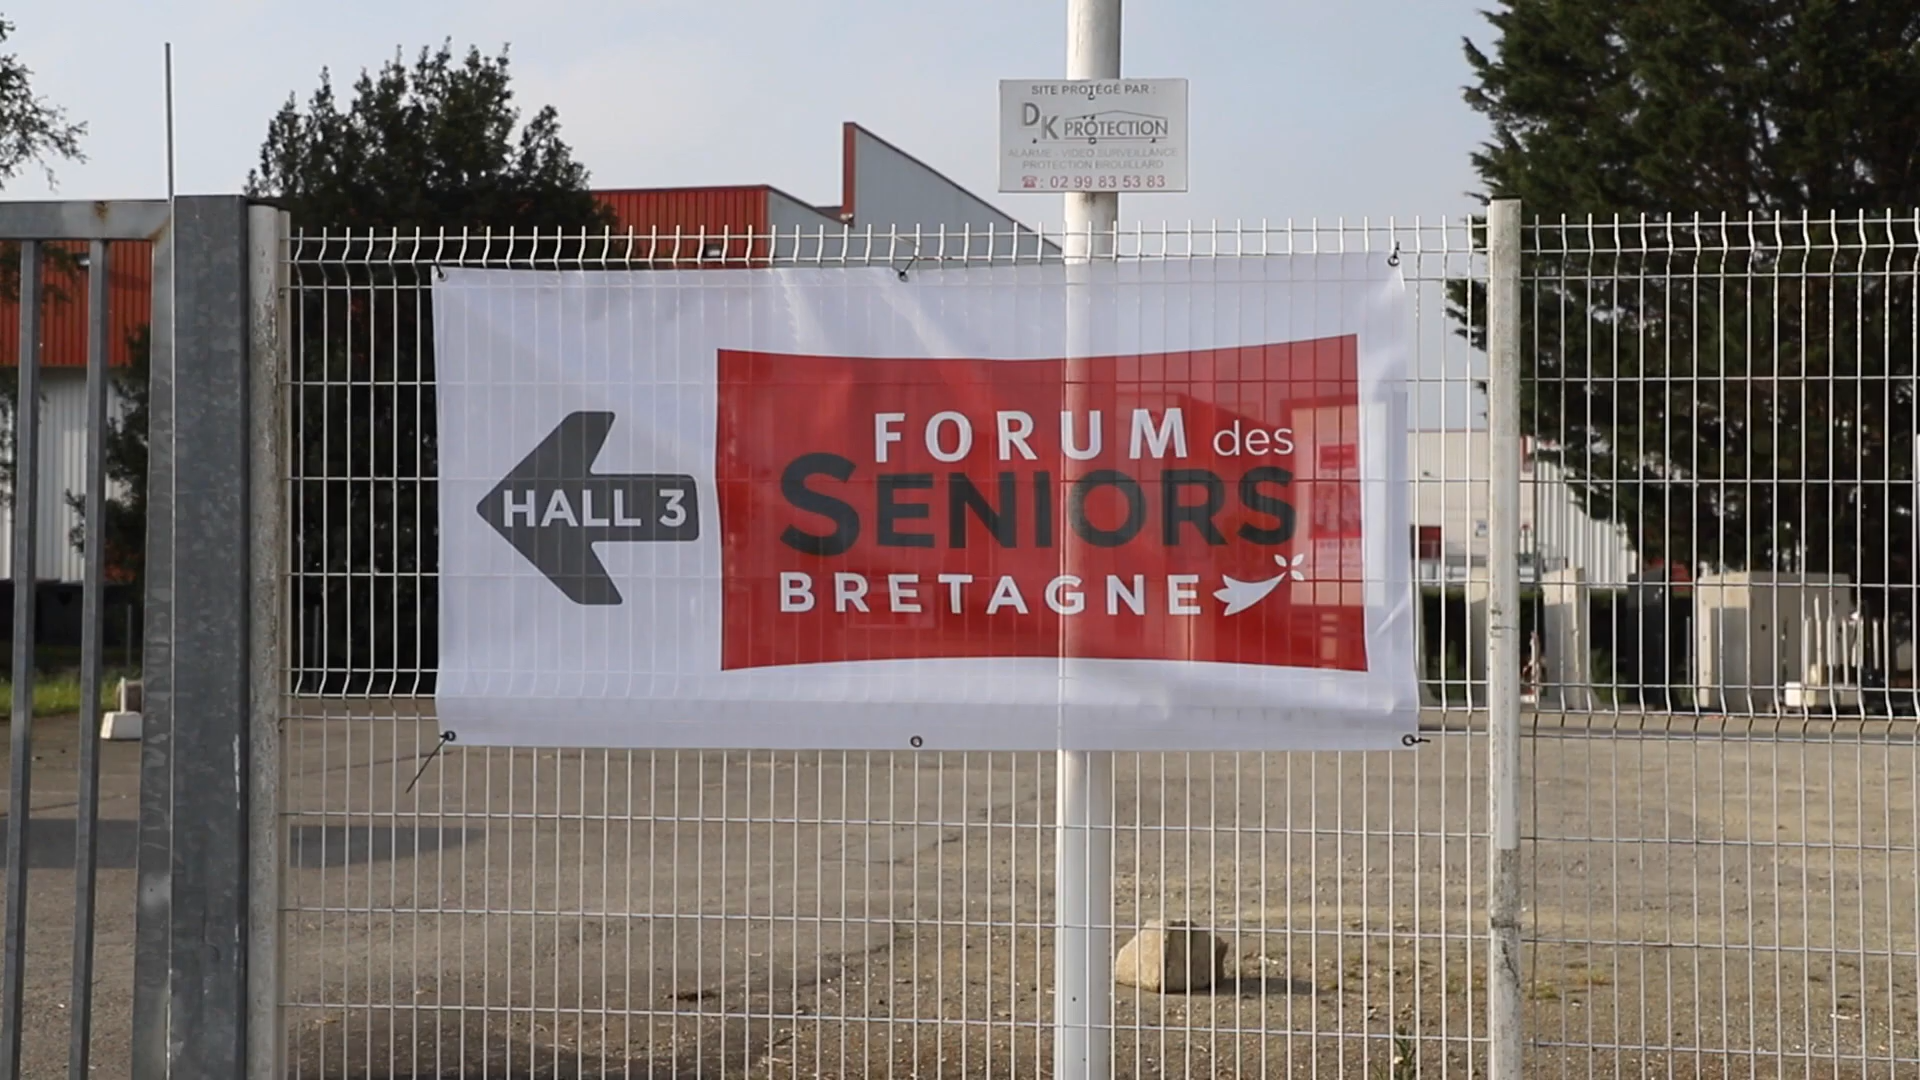 SITE PROTÉGÉ PAR :
DK PROTECTION
ALARME - VIDEO SURVEILLANCE
PROTECTION BROUILLARD
☎ : 02 99 83 53 83
HALL 3
FORUM des
SENIORS
BRETAGNE